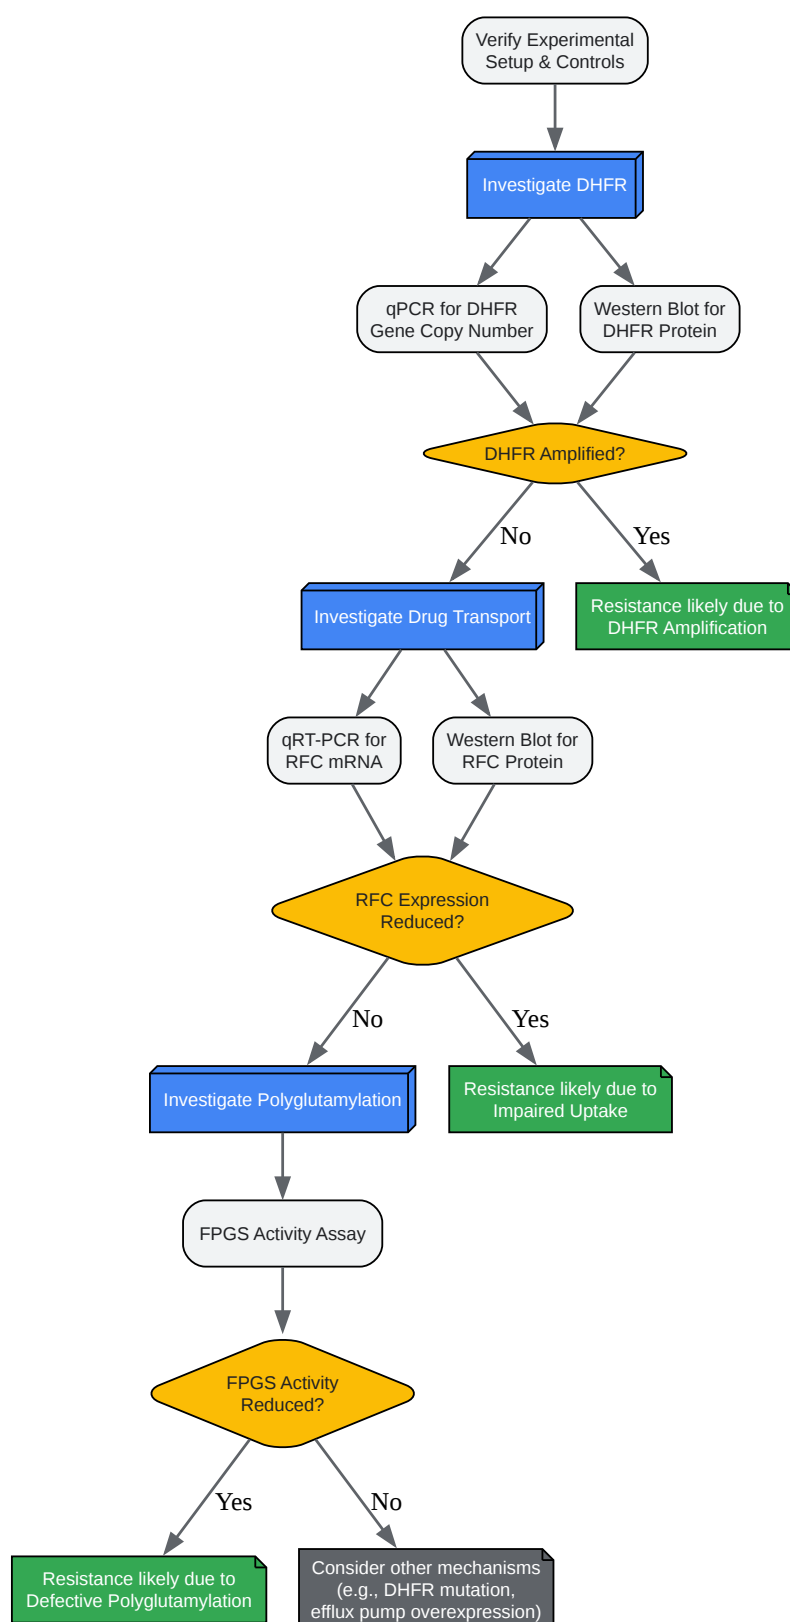 Verify Experimental
Setup & Controls
Investigate DHFR
qPCR for DHFR
Gene Copy Number
Western Blot for
DHFR Protein
DHFR Amplified?
No
Yes
Investigate Drug Transport
Resistance likely due to
DHFR Amplification
qRT-PCR for
RFC mRNA
Western Blot for
RFC Protein
RFC Expression
Reduced?
No
Yes
Investigate Polyglutamylation
Resistance likely due to
Impaired Uptake
FPGS Activity Assay
FPGS Activity
Reduced?
Yes
No
Resistance likely due to
Defective Polyglutamylation
Consider other mechanisms
(e.g., DHFR mutation,
efflux pump overexpression)